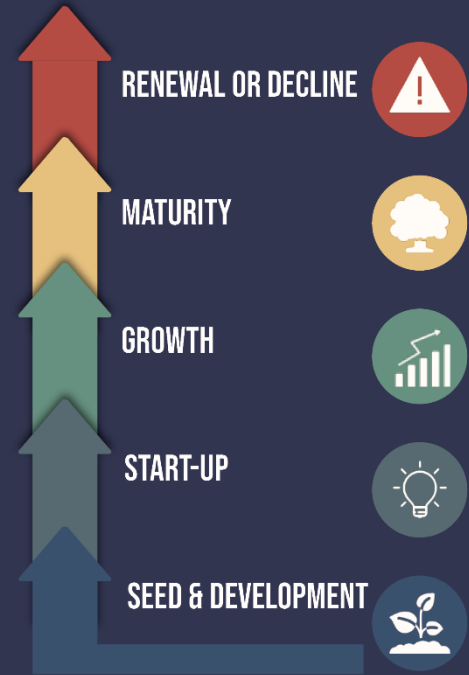 RENEWAL OR DECLINE
MATURITY
GROWTH
START-UP
SEED & DEVELOPMENT